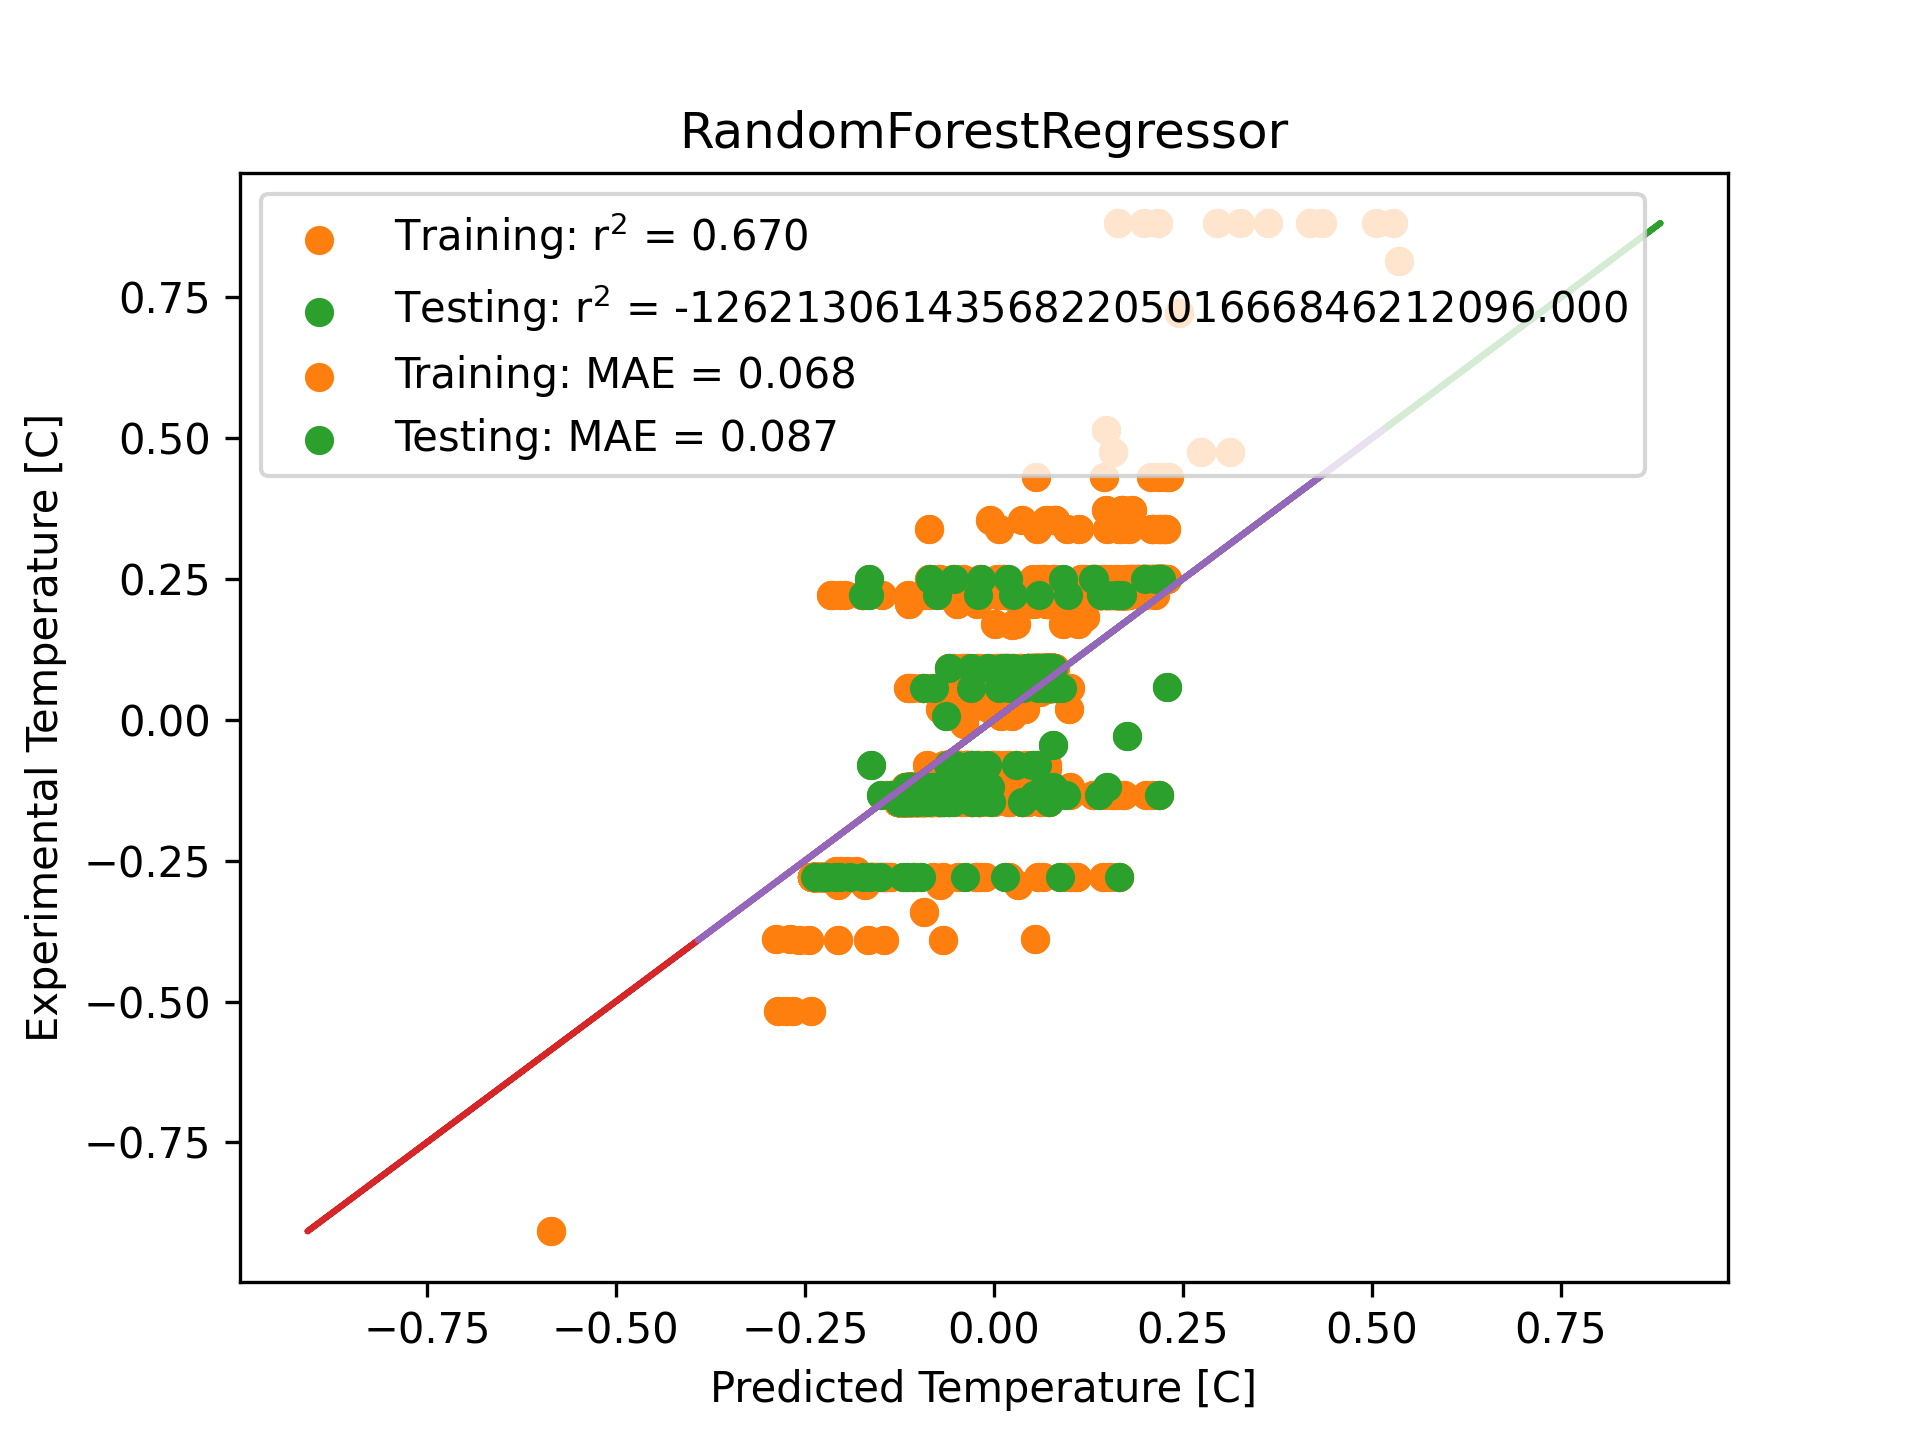 RandomForestRegressor
Training: r² = 0.670
Testing: r² = -1262130614356822050166684621​2096.000
Training: MAE = 0.068
Testing: MAE = 0.087
Experimental Temperature [C]
0.75
0.50
0.25
0.00
−0.25
−0.50
−0.75
−0.75
−0.50
−0.25
0.00
0.25
0.50
0.75
Predicted Temperature [C]